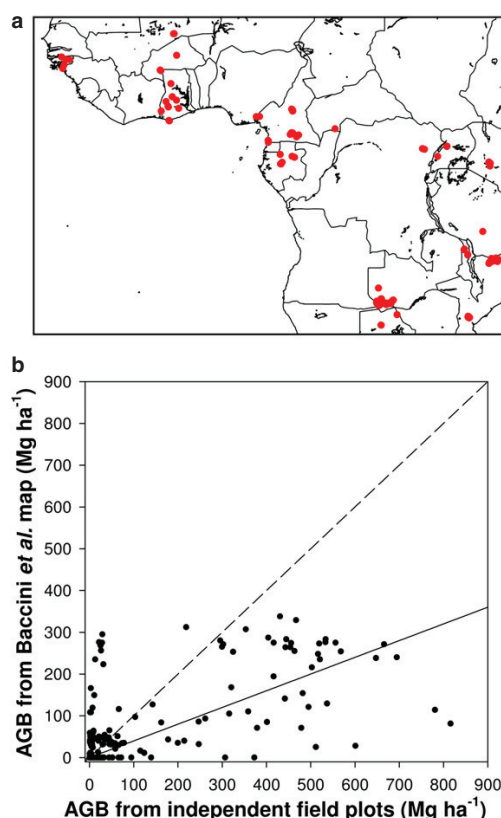 a
b
AGB from Baccini et al. map (Mg ha⁻¹)
900
800
700
600
500
400
300
200
100
0
0 100 200 300 400 500 600 700 800 900
AGB from independent field plots (Mg ha⁻¹)